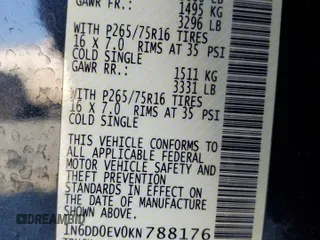 GAWR FR.:
1495 KG
3296 LB
WITH P265/75R16 TIRES
16 X 7.0 RIMS AT 35 PSI
COLD SINGLE
GAWR RR.:
1511 KG
3331 LB
WITH P265/75R16 TIRES
16 X 7.0 RIMS AT 35 PSI
COLD SINGLE
THIS VEHICLE CONFORMS TO
ALL APPLICABLE FEDERAL
MOTOR VEHICLE SAFETY AND
THEFT PREVENTION
STANDARDS IN EFFECT ON
THE DATE OF MANUFACTURE
SHOWN ABOVE.
1N6DD0EV0KN788176
DREAMBID